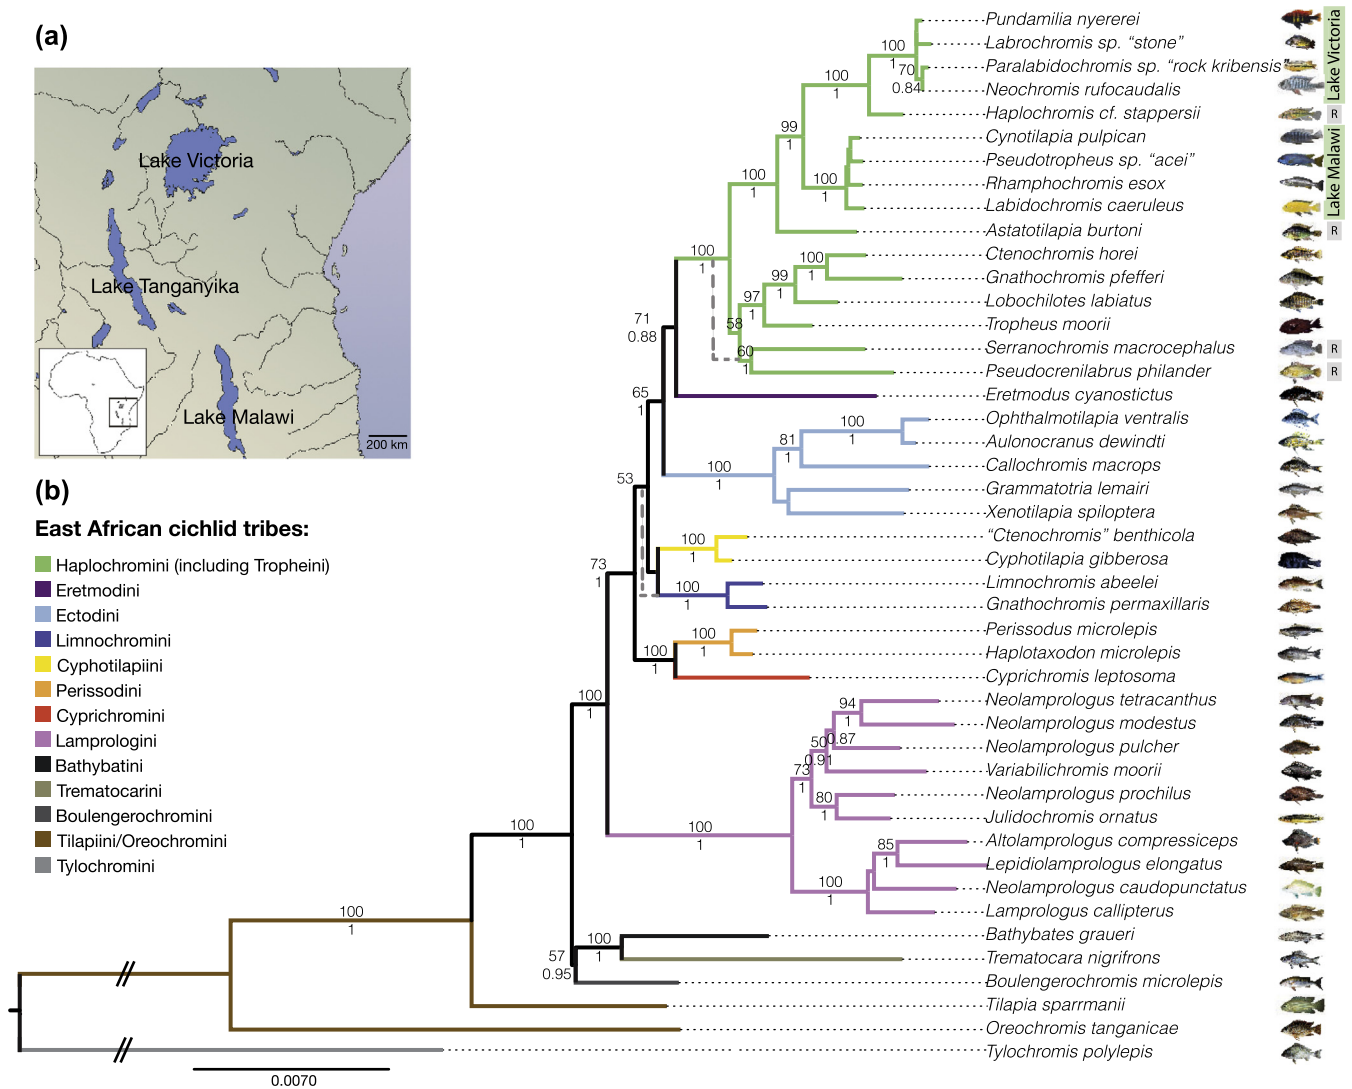 (a)
Lake Victoria
Lake Tanganyika
Lake Malawi
200 km
(b)
East African cichlid tribes:
Haplochromini (including Tropheini)
Eretmodini
Ectodini
Limnochromini
Cyphotilapiini
Perissodini
Cyprichromini
Lamprologini
Bathybatini
Trematocarini
Boulengerochromini
Tilapiini/Oreochromini
Tylochromini
Pundamilia nyererei
Labrochromis sp. “stone”
Paralabidochromis sp. “rock kribensis”
Neochromis rufocaudalis
Haplochromis cf. stappersii
Cynotilapia pulpican
Pseudotropheus sp. “acei”
Rhamphochromis esox
Labidochromis caeruleus
Astatotilapia burtoni
Ctenochromis horei
Gnathochromis pfefferi
Lobochilotes labiatus
Tropheus moorii
Serranochromis macrocephalus
Pseudocrenilabrus philander
Eretmodus cyanostictus
Ophthalmotilapia ventralis
Aulonocranus dewindti
Callochromis macrops
Grammatotria lemairi
Xenotilapia spiloptera
“Ctenochromis” benthicola
Cyphotilapia gibberosa
Limnochromis abeelei
Gnathochromis permaxillaris
Perissodus microlepis
Haplotaxodon microlepis
Cyprichromis leptosoma
Neolamprologus tetracanthus
Neolamprologus modestus
Neolamprologus pulcher
Variabilichromis moorii
Neolamprologus prochilus
Julidochromis ornatus
Altolamprologus compressiceps
Lepidiolamprologus elongatus
Neolamprologus caudopunctatus
Lamprologus callipterus
Bathybates graueri
Trematocara nigrifrons
Boulengerochromis microlepis
Tilapia sparrmanii
Oreochromis tanganicae
Tylochromis polylepis
Lake Victoria
R
Lake Malawi
R
R
R
100
1
70
0.84
100
1
99
1
100
1
100
1
100
1
100
1
99
1
97
1
58
60
1
71
0.88
65
1
100
1
81
1
100
1
53
100
1
100
1
73
1
100
1
100
1
100
1
94
1
0.87
50
0.91
73
1
80
1
100
1
85
1
100
1
100
1
57
0.95
100
1
100
1
0.0070